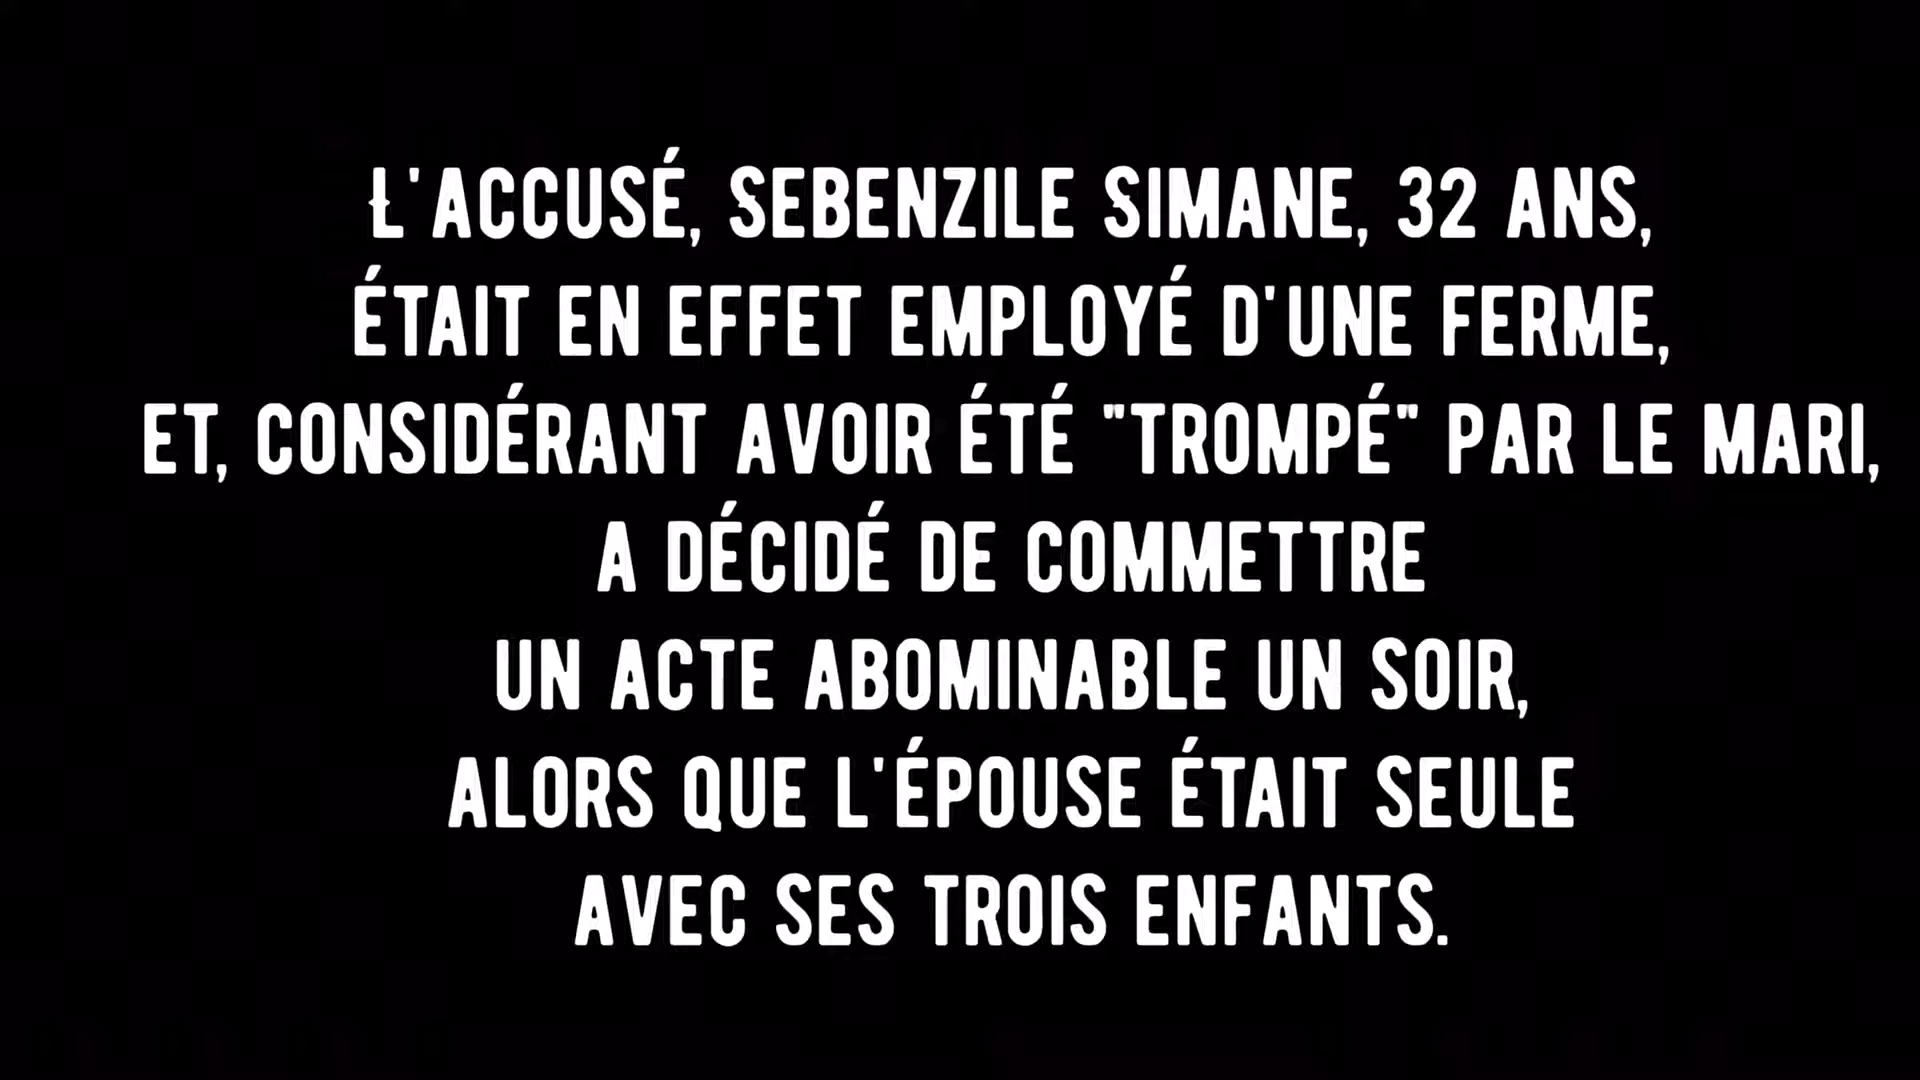 L'ACCUSÉ, SEBENZILE SIMANE, 32 ANS,
ÉTAIT EN EFFET EMPLOYÉ D'UNE FERME,
ET, CONSIDÉRANT AVOIR ÉTÉ "TROMPÉ" PAR LE MARI,
A DÉCIDÉ DE COMMETTRE
UN ACTE ABOMINABLE UN SOIR,
ALORS QUE L'ÉPOUSE ÉTAIT SEULE
AVEC SES TROIS ENFANTS.